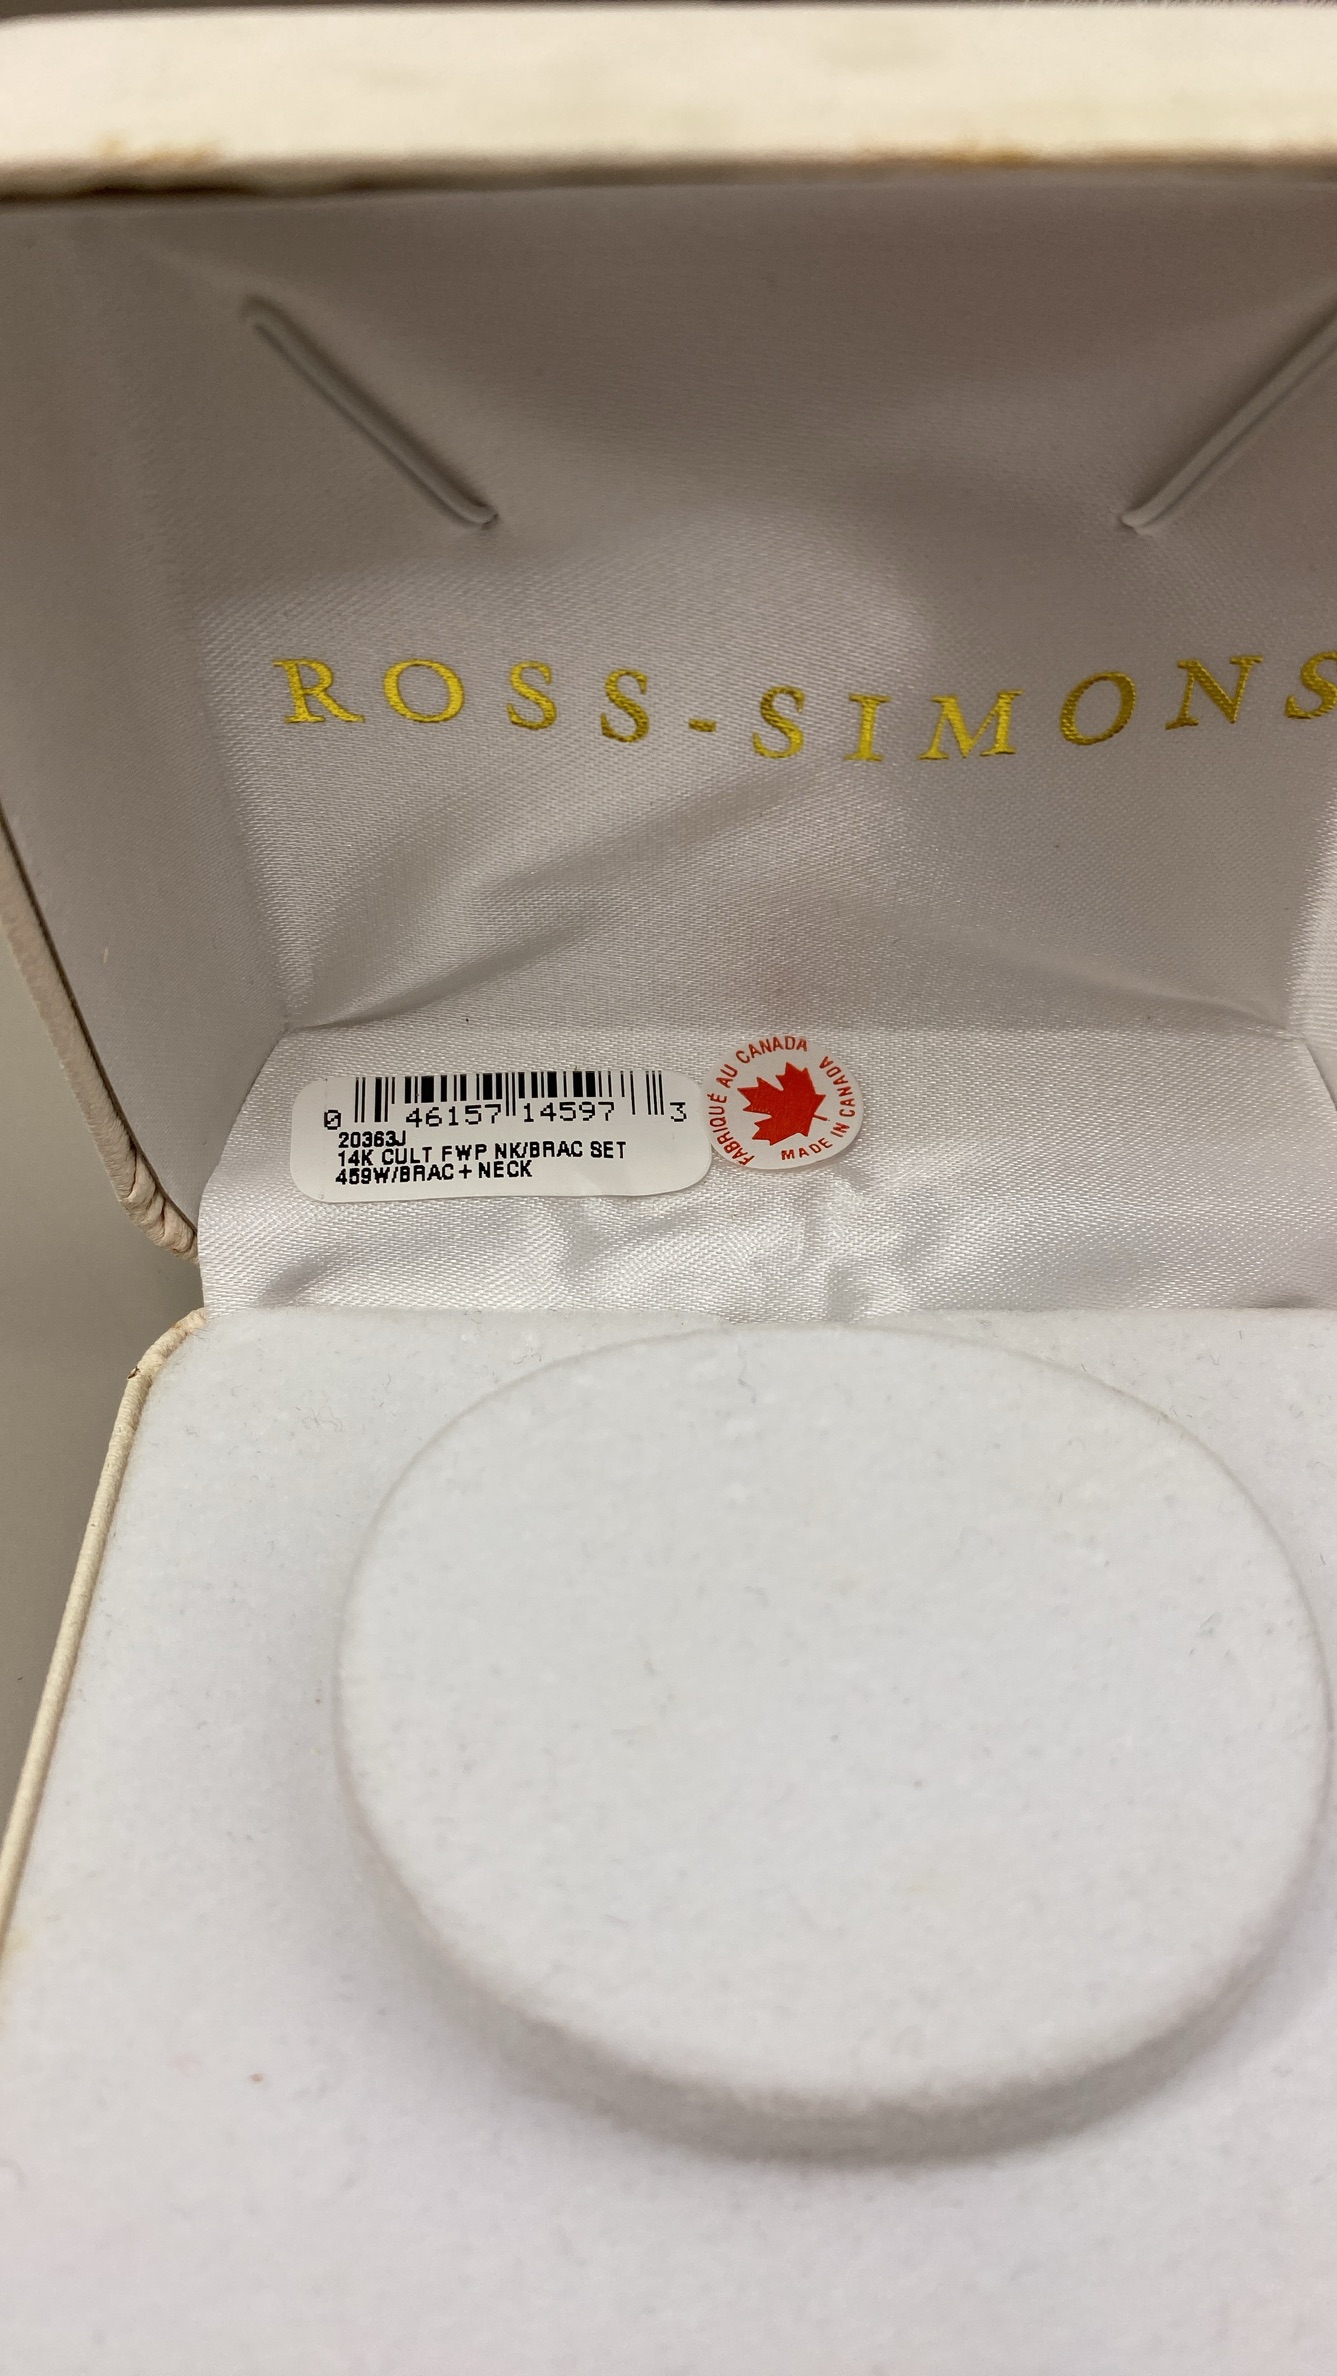 ROSS-SIMONS
0 46157 14597 3
20363J
14K CULT FWP NK/BRAC SET
459W/BRAC+NECK
FABRIQUÉ AU CANADA
MADE IN CANADA